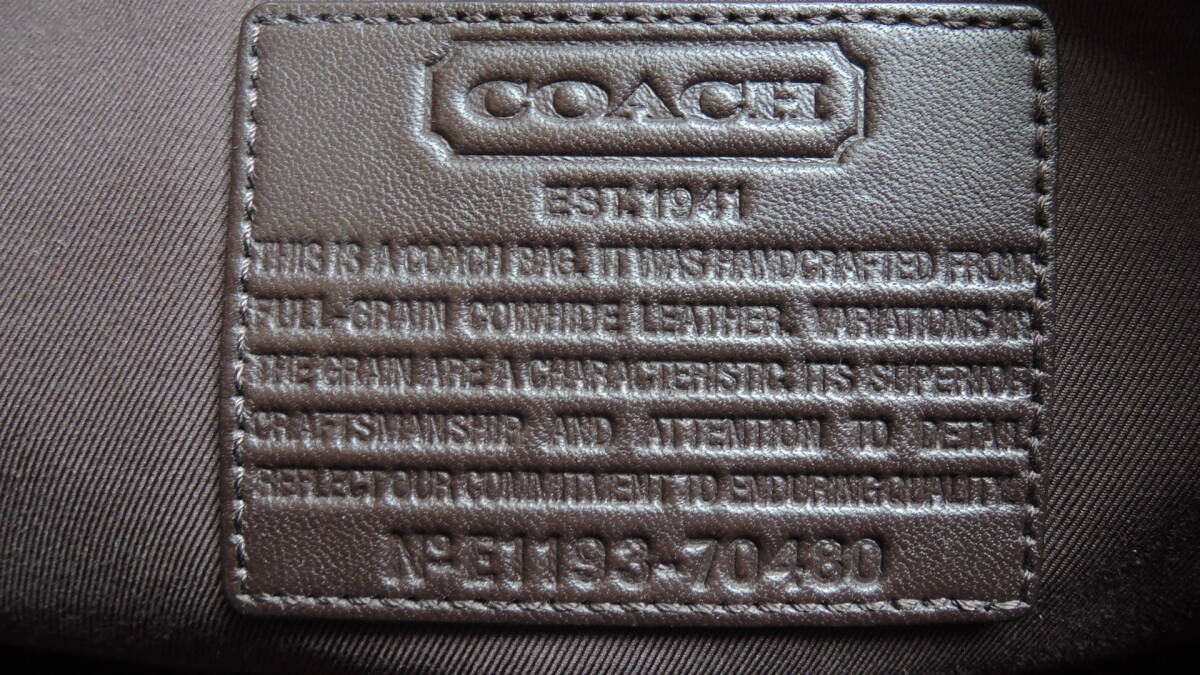 COACH
EST. 1941
THIS IS A COACH BAG. IT WAS HANDCRAFTED FROM
FULL-GRAIN COWHIDE LEATHER. VARIATIONS IN
THE GRAIN ARE A CHARACTERISTIC. ITS SUPERIOR
CRAFTSMANSHIP AND ATTENTION TO DETAIL
REFLECT OUR COMMITMENT TO ENDURING QUALITY.
Nº E1193-70480